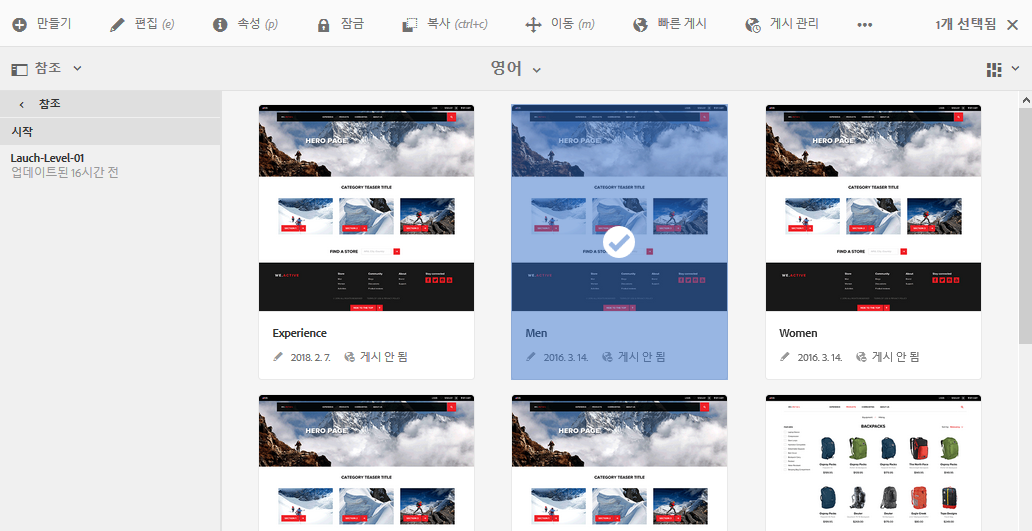 만들기 편집 (e) 속성 (p) 잠금 복사 (ctrl+c) 이동 (m) 빠른 게시 게시 관리 1개 선택됨
참조 영어
참조
시작
Lauch-Level-01
업데이트된 16시간 전
HERO PAGE
CATEGORY TEASER TITLE
FIND A STORE
WE.ACTIVE
Experience
2018. 2. 7. 게시 안 됨
HERO PAGE
CATEGORY TEASER TITLE
FIND A STORE
WE.ACTIVE
Men
2016. 3. 14. 게시 안 됨
HERO PAGE
CATEGORY TEASER TITLE
FIND A STORE
WE.ACTIVE
Women
2016. 3. 14. 게시 안 됨
HERO PAGE
CATEGORY TEASER TITLE
HERO PAGE
CATEGORY TEASER TITLE
BACKPACKS